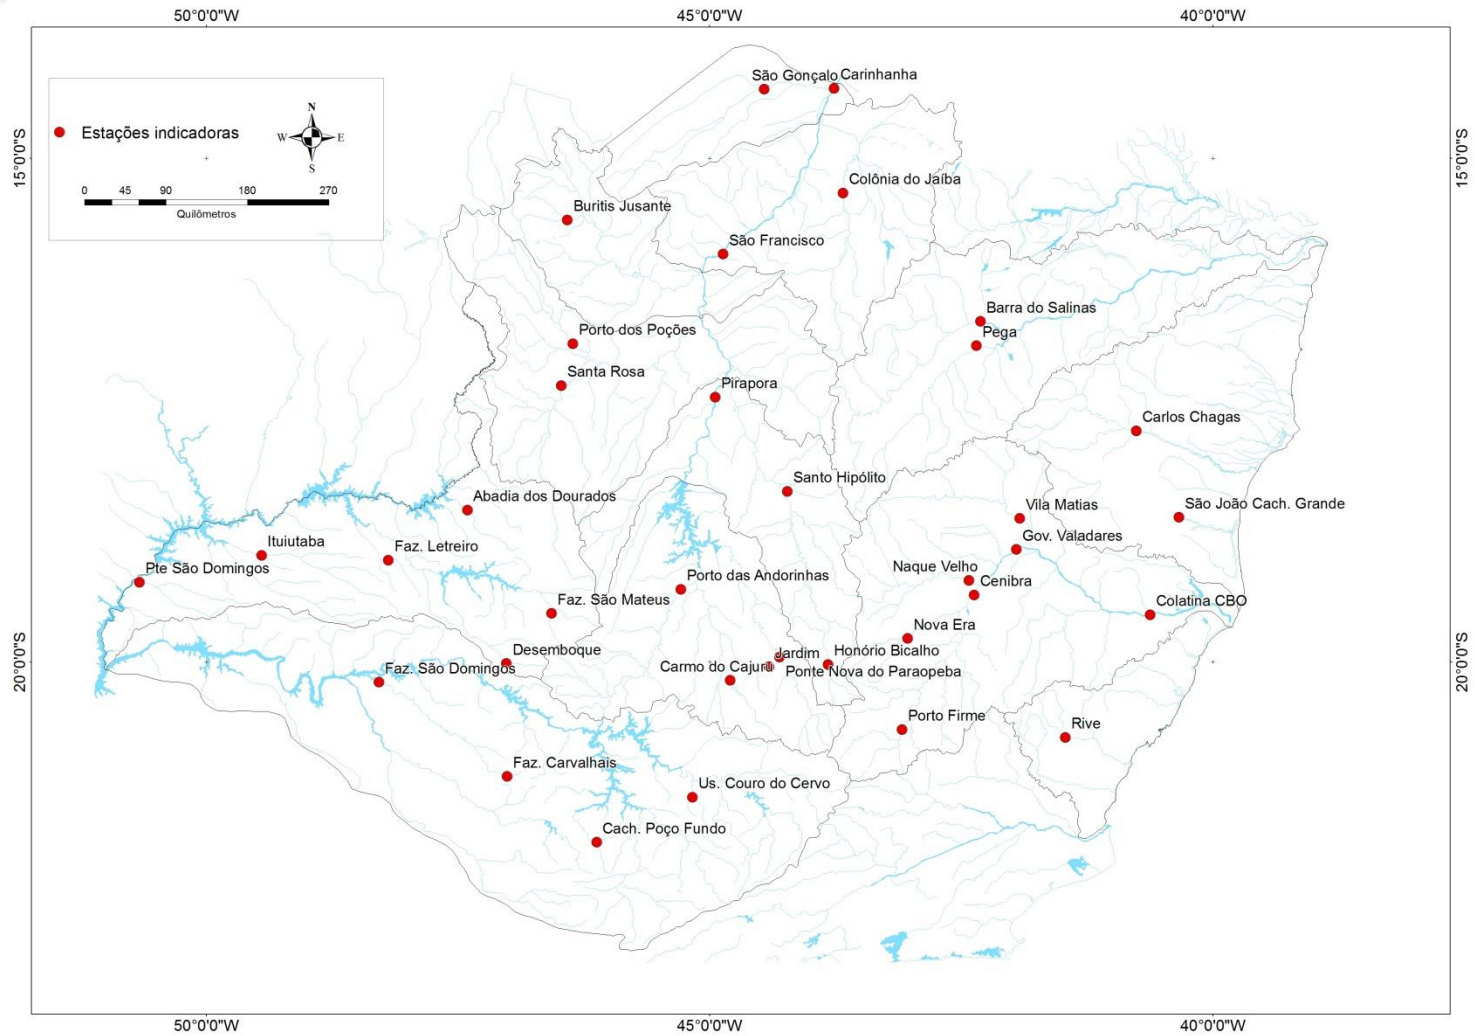 50°0'0"W 45°0'0"W 40°0'0"W
São Gonçalo Carinhanha
N
Estações indicadoras
W E
S
15°0'0"S 15°0'0"S
Colônia do Jaíba
0 45 90 180 270
Quilômetros
Buritis Jusante
São Francisco
Barra do Salinas
Porto dos Poções
Pega
Santa Rosa
Pirapora
Carlos Chagas
Santo Hipólito
Abadia dos Dourados
Vila Matias
São João Cach. Grande
Gov. Valadares
Ituiutaba
Faz. Letreiro
Pte São Domingos
Naque Velho
Porto das Andorinhas
Cenibra
Faz. São Mateus
Colatina CBO
Nova Era
Desemboque
Jardim
Honório Bicalho
Faz. São Domingos
Carmo do Cajuru
Ponte Nova do Paraopeba
20°0'0"S 20°0'0"S
Porto Firme
Rive
Faz. Carvalhais
Us. Couro do Cervo
Cach. Poço Fundo
50°0'0"W 45°0'0"W 40°0'0"W